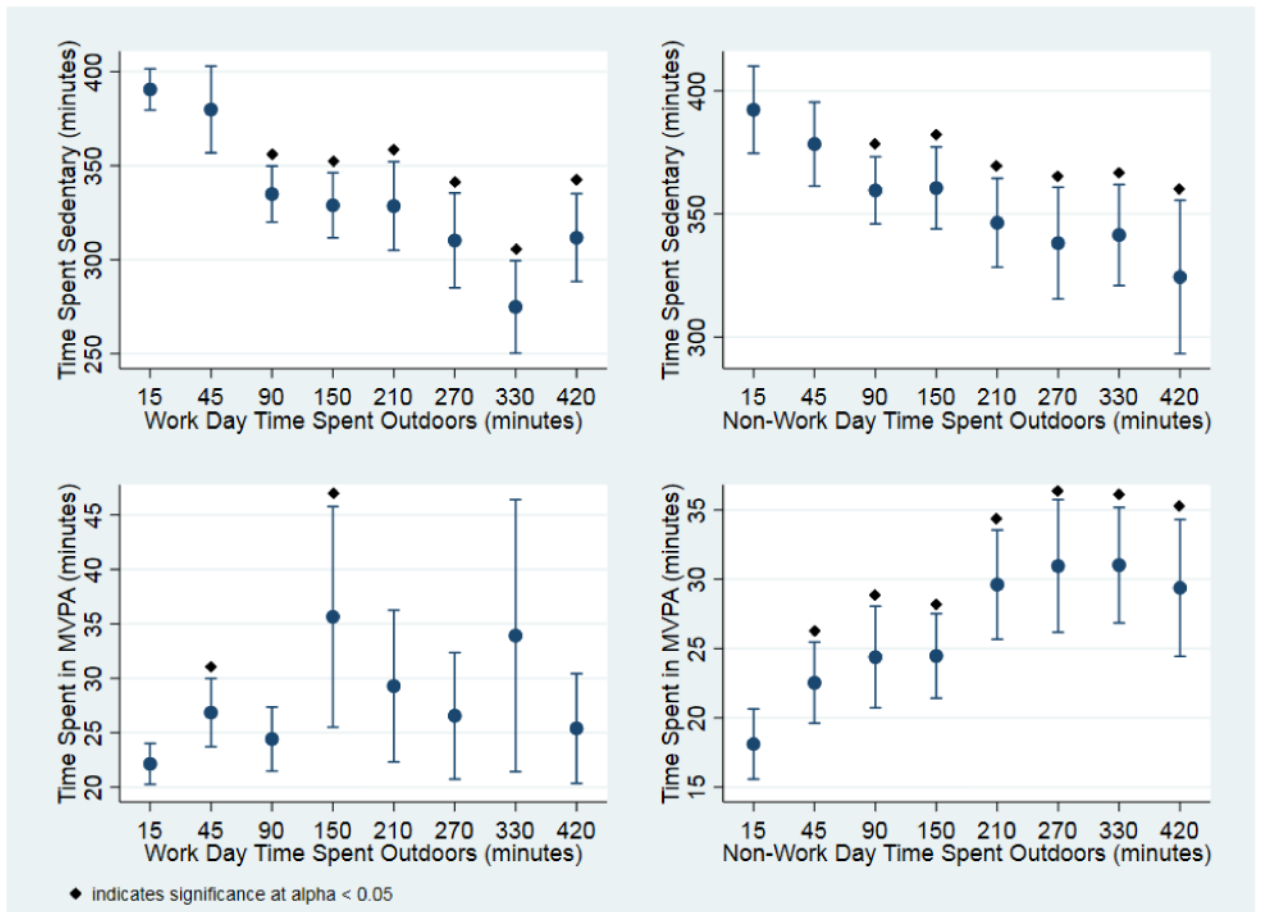 Time Spent Sedentary (minutes)
400
350
300
250
15 45 90 150 210 270 330 420
Work Day Time Spent Outdoors (minutes)
Time Spent Sedentary (minutes)
400
350
300
15 45 90 150 210 270 330 420
Non-Work Day Time Spent Outdoors (minutes)
Time Spent in MVPA (minutes)
45
40
35
30
25
20
15 45 90 150 210 270 330 420
Work Day Time Spent Outdoors (minutes)
Time Spent in MVPA (minutes)
35
30
25
20
15
15 45 90 150 210 270 330 420
Non-Work Day Time Spent Outdoors (minutes)
◆ indicates significance at alpha < 0.05